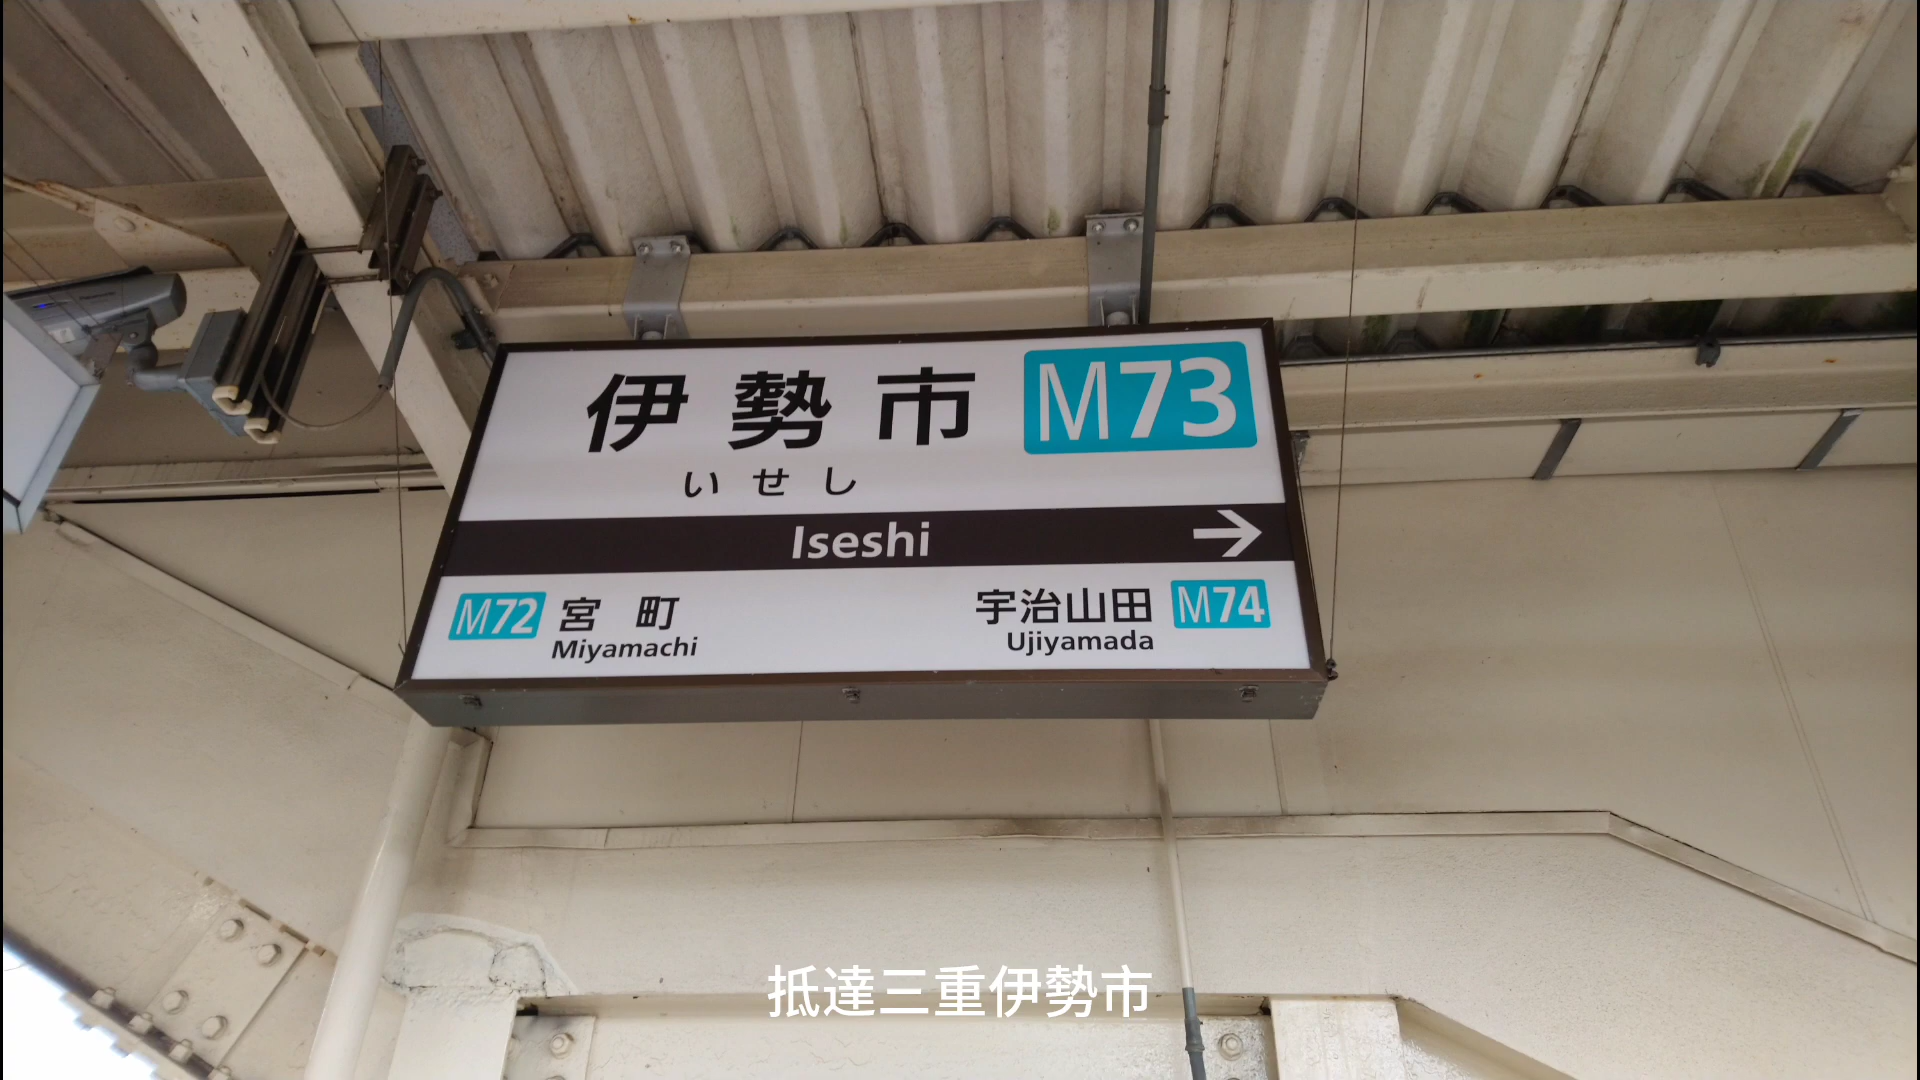 伊勢市 M73
いせし
Iseshi →
M72 宮町 宇治山田 M74
Miyamachi Ujiyamada
抵達三重伊勢市